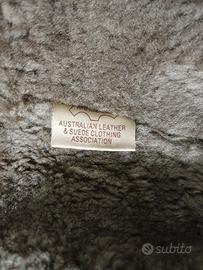 AUSTRALIAN LEATHER
& SUEDE CLOTHING
ASSOCIATION
subito